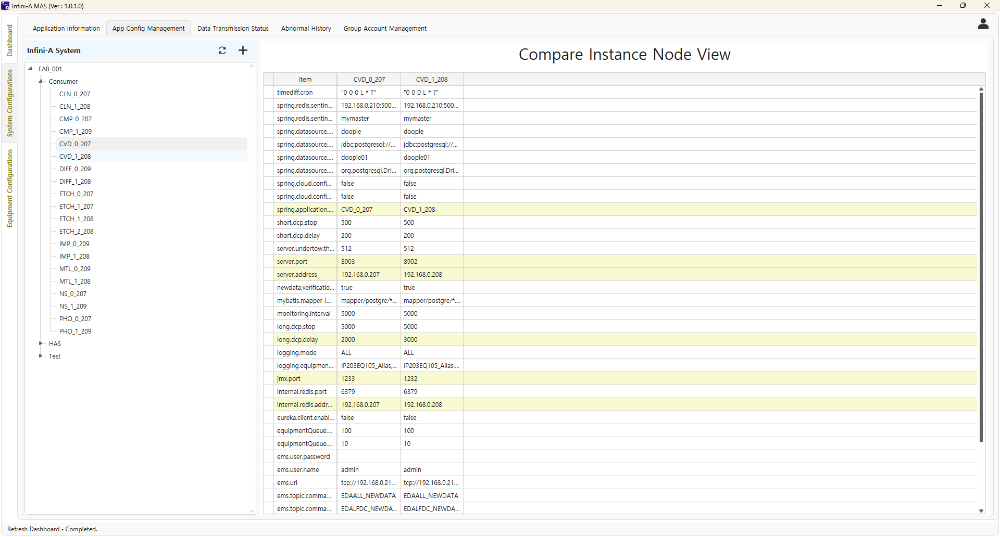 Infini-A MAS (Ver : 1.0.1.0)
Dashboard
System Configurations
Equipment Configurations
Application Information
App Config Management
Data Transmission Status
Abnormal History
Group Account Management
Infini-A System
FAB_001
Consumer
CLN_0_207
CLN_1_208
CMP_0_207
CMP_1_209
CVD_0_207
CVD_1_208
DIFF_0_209
DIFF_1_208
ETCH_0_207
ETCH_1_207
ETCH_1_208
ETCH_2_208
IMP_0_209
IMP_1_208
MTL_0_209
MTL_1_208
NS_0_207
NS_1_209
PHO_0_207
PHO_1_209
HAS
Test
Compare Instance Node View
Item CVD_0_207 CVD_1_208
timediff.cron "0 0 0 L * ?" "0 0 0 L * ?"
spring.redis.sentin... 192.168.0.210:500... 192.168.0.210:500...
spring.redis.sentin... mymaster mymaster
spring.datasource.... doople doople
spring.datasource.... jdbc:postgresql://... jdbc:postgresql://...
spring.datasource.... doople01 doople01
spring.datasource.... org.postgresql.Dri... org.postgresql.Dri...
spring.cloud.confi... false false
spring.cloud.confi... false false
spring.application.... CVD_0_207 CVD_1_208
short.dcp.stop 500 500
short.dcp.delay 200 200
server.undertow.th... 512 512
server.port 8903 8902
server.address 192.168.0.207 192.168.0.208
newdata.verificatio... true true
mybatis.mapper-l... mapper/postgre/*... mapper/postgre/*....
monitoring.interval 5000 5000
long.dcp.stop 5000 5000
long.dcp.delay 2000 3000
logging.mode ALL ALL
logging.equipmen... IP203EQ105_Alias,... IP203EQ105_Alias,...
jmx.port 1233 1232
internal.redis.port 6379 6379
internal.redis.addr... 192.168.0.207 192.168.0.208
eureka.client.enabl... false false
equipmentQueue.... 100 100
equipmentQueue.... 10 10
ems.user.password
ems.user.name admin admin
ems.url tcp://192.168.0.21... tcp://192.168.0.21...
ems.topic.comma... EDAALL_NEWDATA EDAALL_NEWDATA
ems.topic.comma... EDALFDC_NEWDA... EDALFDC_NEWDA...
Refresh Dashboard - Completed.